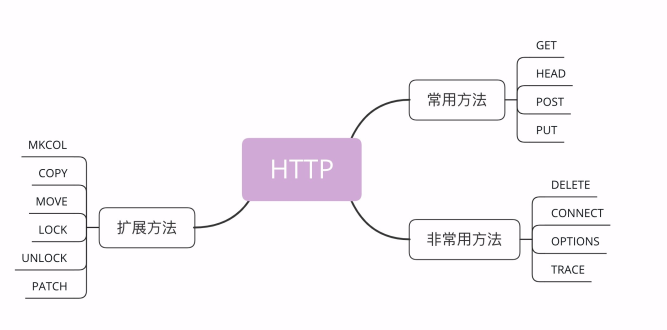 HTTP
常用方法
GET
HEAD
POST
PUT
非常用方法
DELETE
CONNECT
OPTIONS
TRACE
扩展方法
MKCOL
COPY
MOVE
LOCK
UNLOCK
PATCH